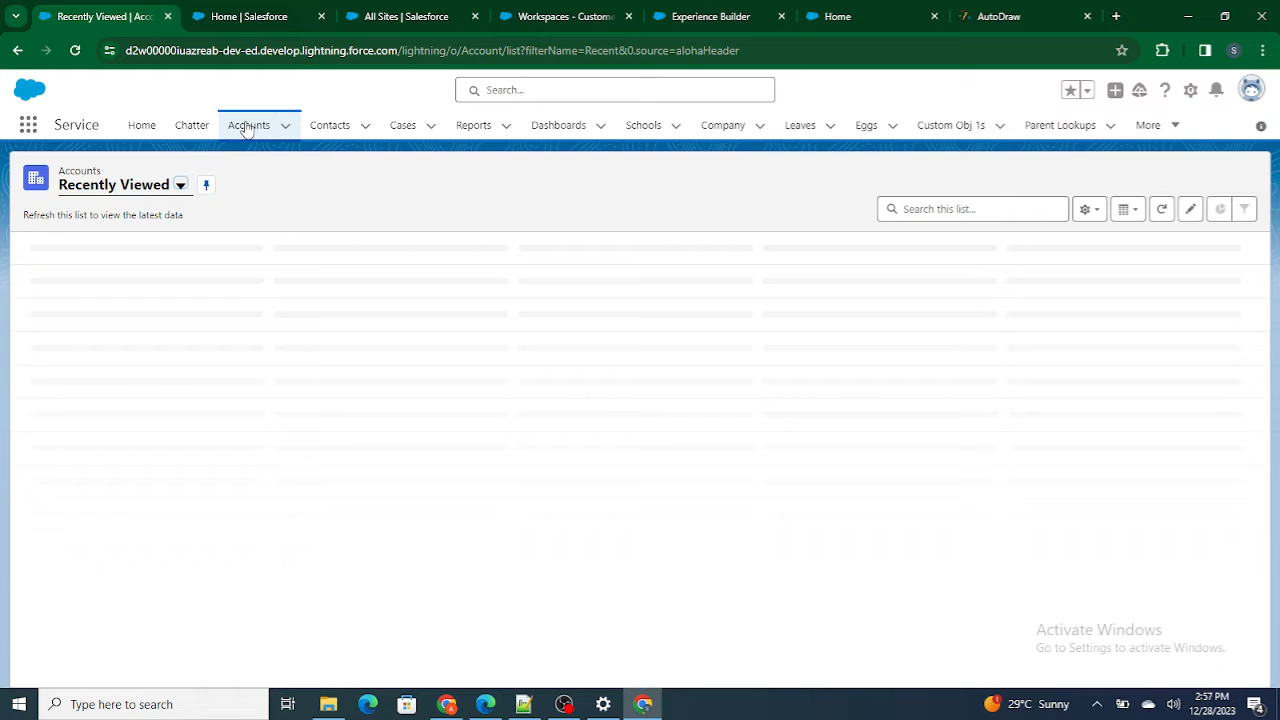 Recently Viewed | Acc
Home | Salesforce
All Sites | Salesforce
Workspaces - Custome
Experience Builder
Home
AutoDraw
d2w00000iuazreab-dev-ed.develop.lightning.force.com/lightning/o/Account/list?filterName=Recent&0.source=alohaHeader
S
Search...
Service
Home
Chatter
Accounts
Contacts
Cases
Reports
Dashboards
Schools
Company
Leaves
Eggs
Custom Obj 1s
Parent Lookups
More
Accounts
Recently Viewed
Refresh this list to view the latest data
Search this list...
Activate Windows
Go to Settings to activate Windows.
Type here to search
29°C Sunny
2:57 PM
12/28/2023
4